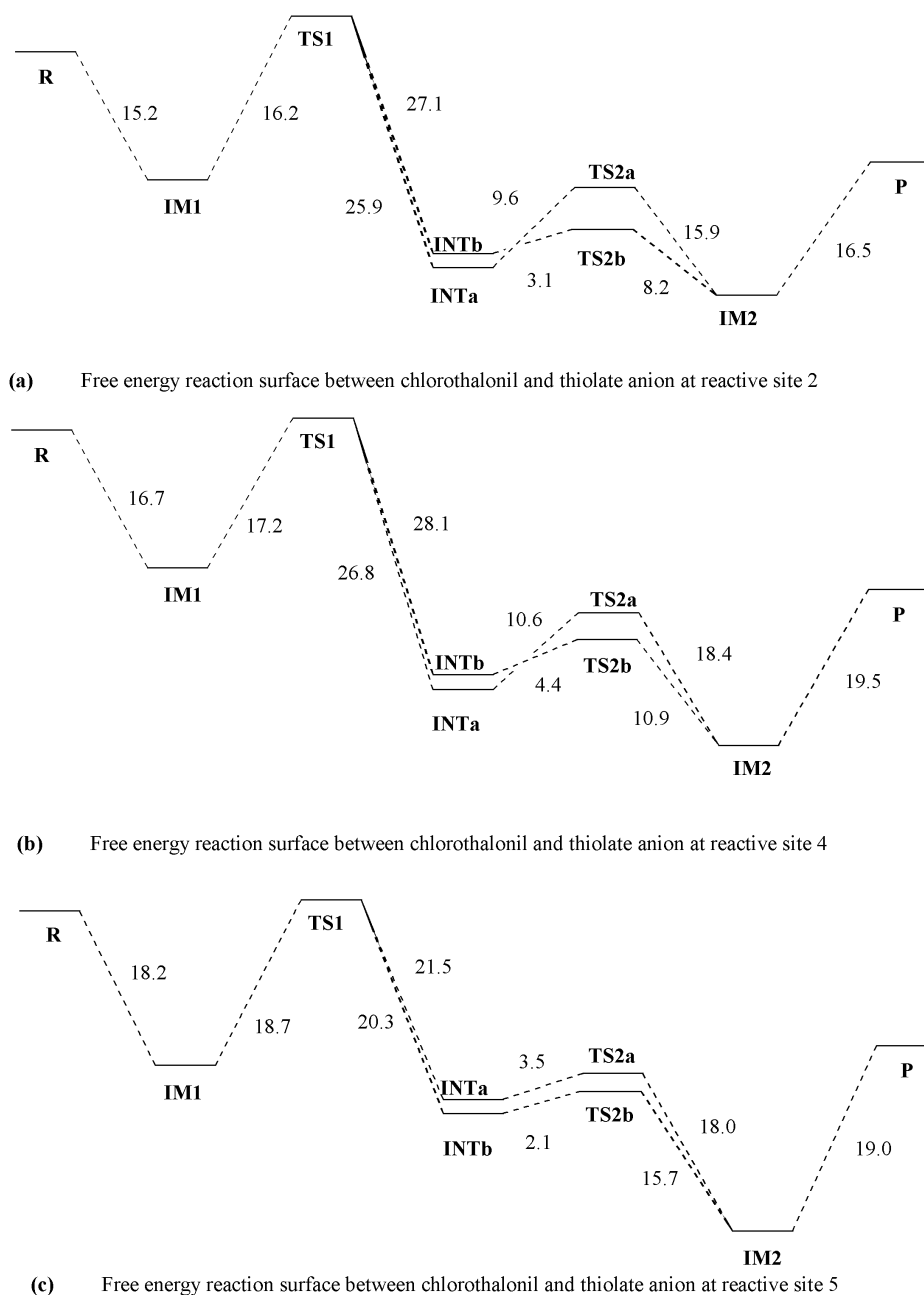 TS1
R
27.1
15.2
16.2
TS2a
9.6
P
IM1
25.9
15.9
INTb
16.5
TS2b
3.1
8.2
INTa
IM2
(a) Free energy reaction surface between chlorothalonil and thiolate anion at reactive site 2
TS1
R
16.7
28.1
17.2
26.8
TS2a
IM1
10.6
P
INTb
TS2b
18.4
4.4
19.5
10.9
INTa
IM2
(b) Free energy reaction surface between chlorothalonil and thiolate anion at reactive site 4
TS1
R
21.5
18.2
18.7
20.3
3.5
TS2a
P
IM1
INTa
TS2b
18.0
INTb
2.1
19.0
15.7
IM2
(c) Free energy reaction surface between chlorothalonil and thiolate anion at reactive site 5